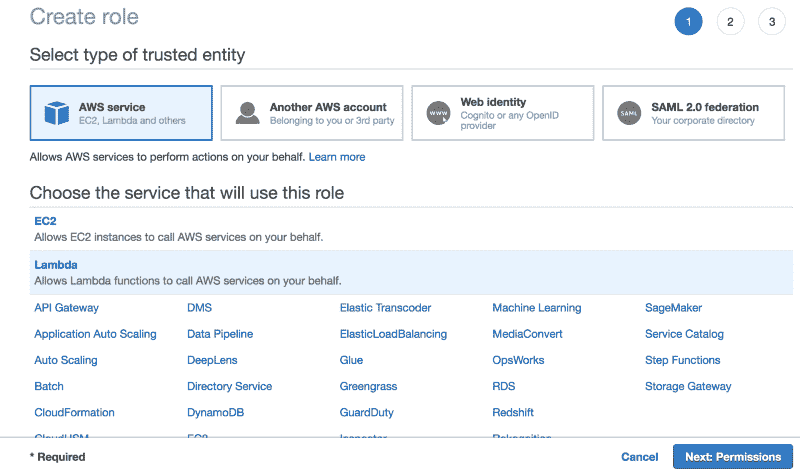 Create role
1 2 3
Select type of trusted entity
AWS service
EC2, Lambda and others
Another AWS account
Belonging to you or 3rd party
WWW
Web identity
Cognito or any OpenID
provider
SAML
SAML 2.0 federation
Your corporate directory
Allows AWS services to perform actions on your behalf. Learn more
Choose the service that will use this role
EC2
Allows EC2 instances to call AWS services on your behalf.
Lambda
Allows Lambda functions to call AWS services on your behalf.
API Gateway DMS Elastic Transcoder Machine Learning SageMaker
Application Auto Scaling Data Pipeline ElasticLoadBalancing MediaConvert Service Catalog
Auto Scaling DeepLens Glue OpsWorks Step Functions
Batch Directory Service Greengrass RDS Storage Gateway
CloudFormation DynamoDB GuardDuty Redshift
CloudHSM EC2 Inspector Rekognition
* Required Cancel Next: Permissions